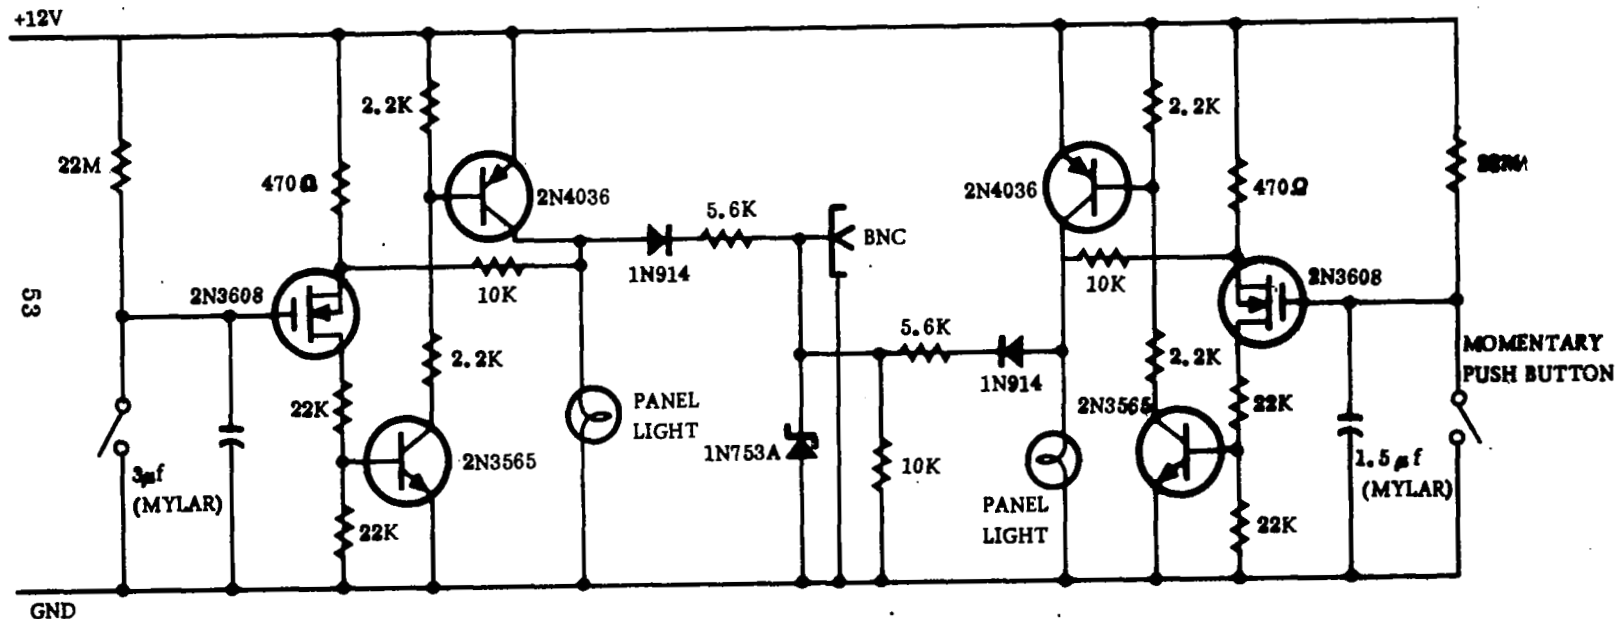 +12V
2.2K
2.2K
22M
470Ω
2N4036
2N4036
470Ω
5.6K
BNC
1N914
2N3608
10K
10K
2N3608
53
5.6K
2.2K
2.2K
MOMENTARY
PUSH BUTTON
1N914
22K
PANEL
LIGHT
2N3565
22K
1N753A
2N3565
10K
3μf
(MYLAR)
1.5μf
(MYLAR)
PANEL
LIGHT
22K
22K
GND